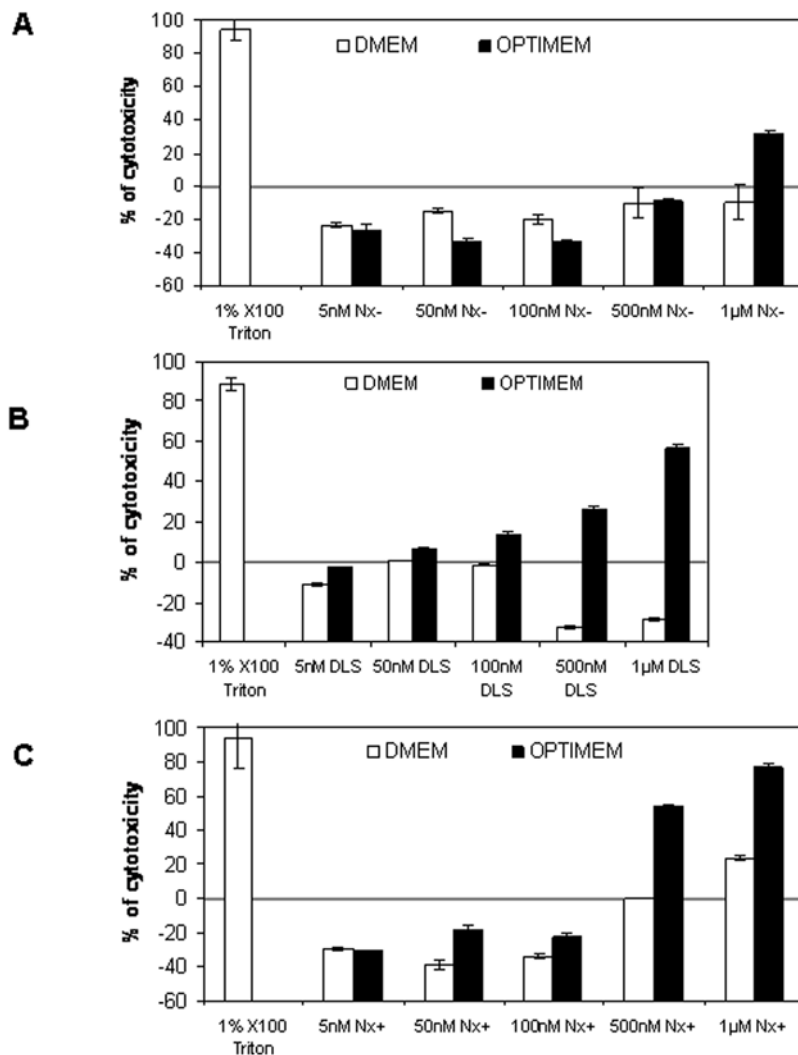 A
% of cytotoxicity
100
80
60
40
20
0
-20
-40
-60
DMEM OPTIMEM
1% X100 Triton
5nM Nx-
50nM Nx-
100nM Nx-
500nM Nx-
1µM Nx-
B
% of cytotoxicity
100
80
60
40
20
0
-20
-40
DMEM OPTIMEM
1% X100 Triton
5nM DLS
50nM DLS
100nM DLS
500nM DLS
1µM DLS
C
% of cytotoxicity
100
80
60
40
20
0
-20
-40
-60
DMEM OPTIMEM
1% X100 Triton
5nM Nx+
50nM Nx+
100nM Nx+
500nM Nx+
1µM Nx+